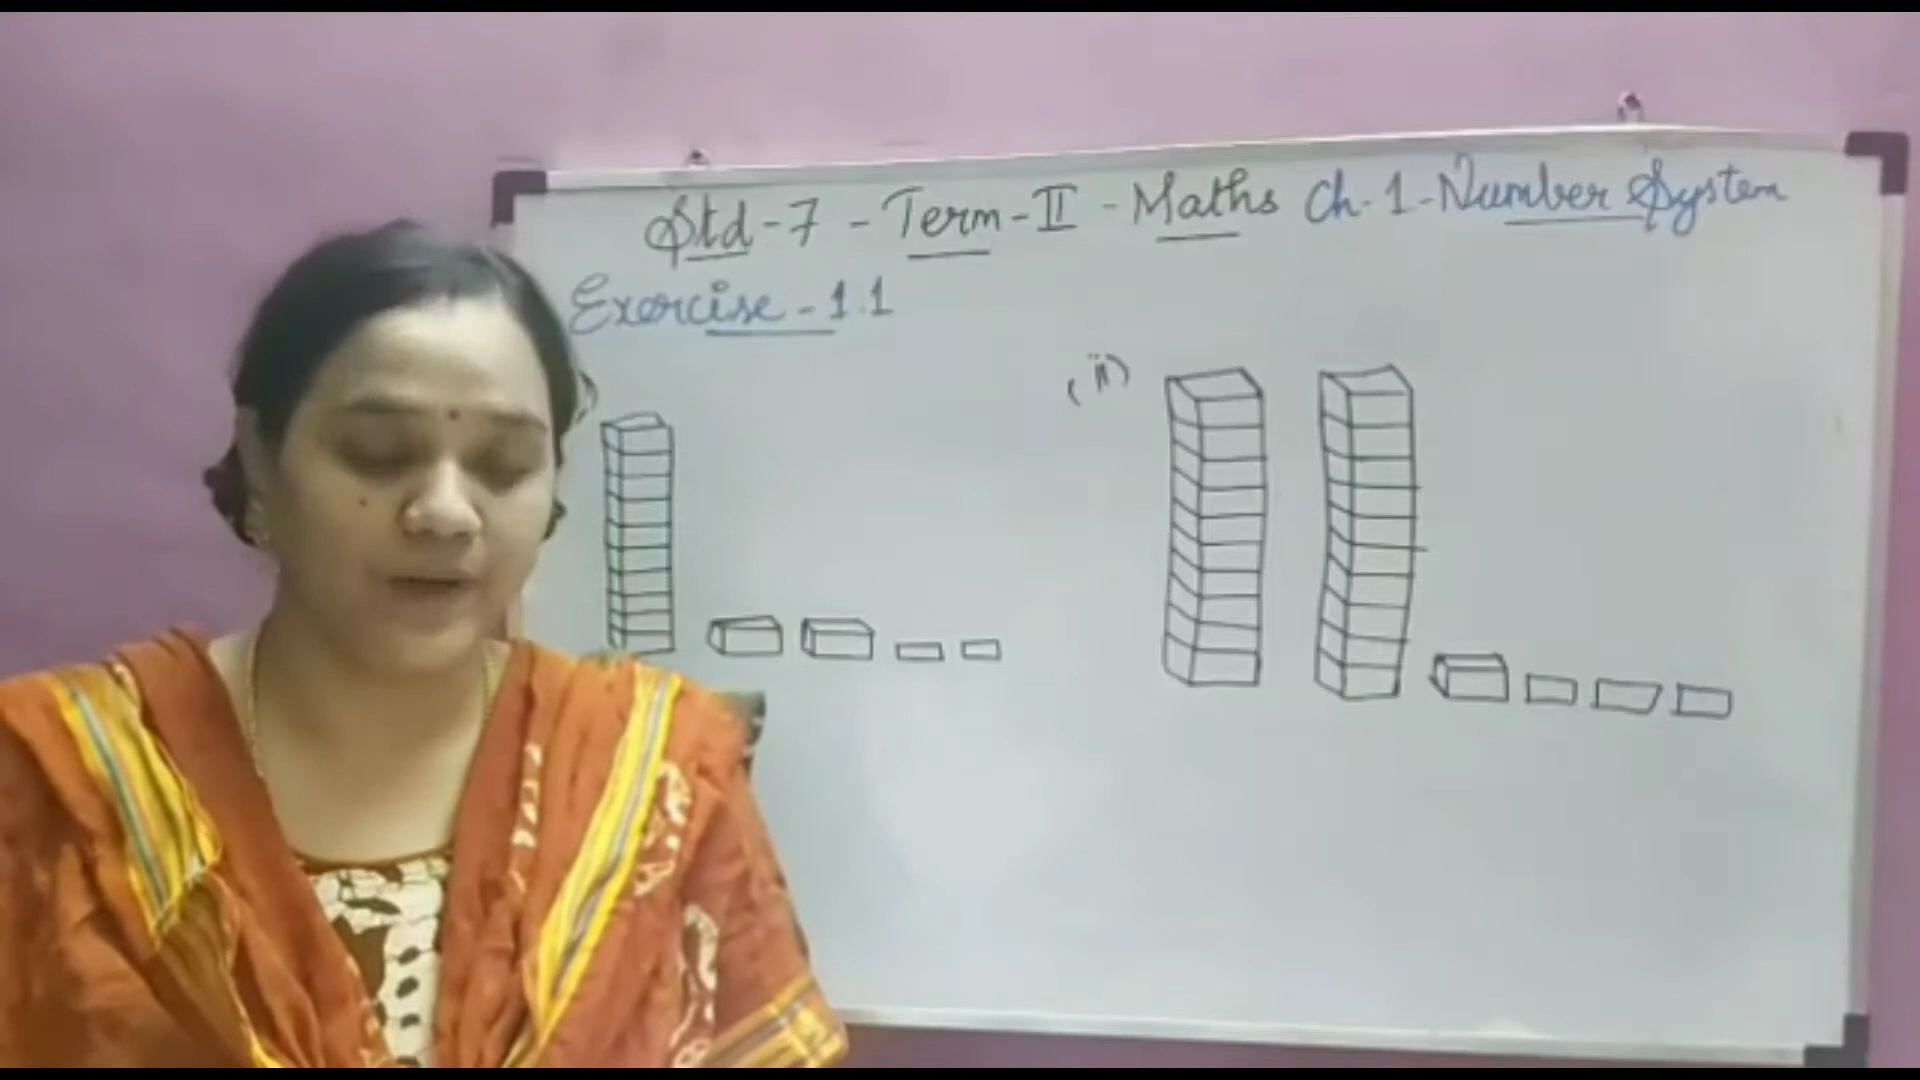 Std - 7 - Term - II - Maths Ch. 1 - Number System
Exercise - 1.1
(ii)